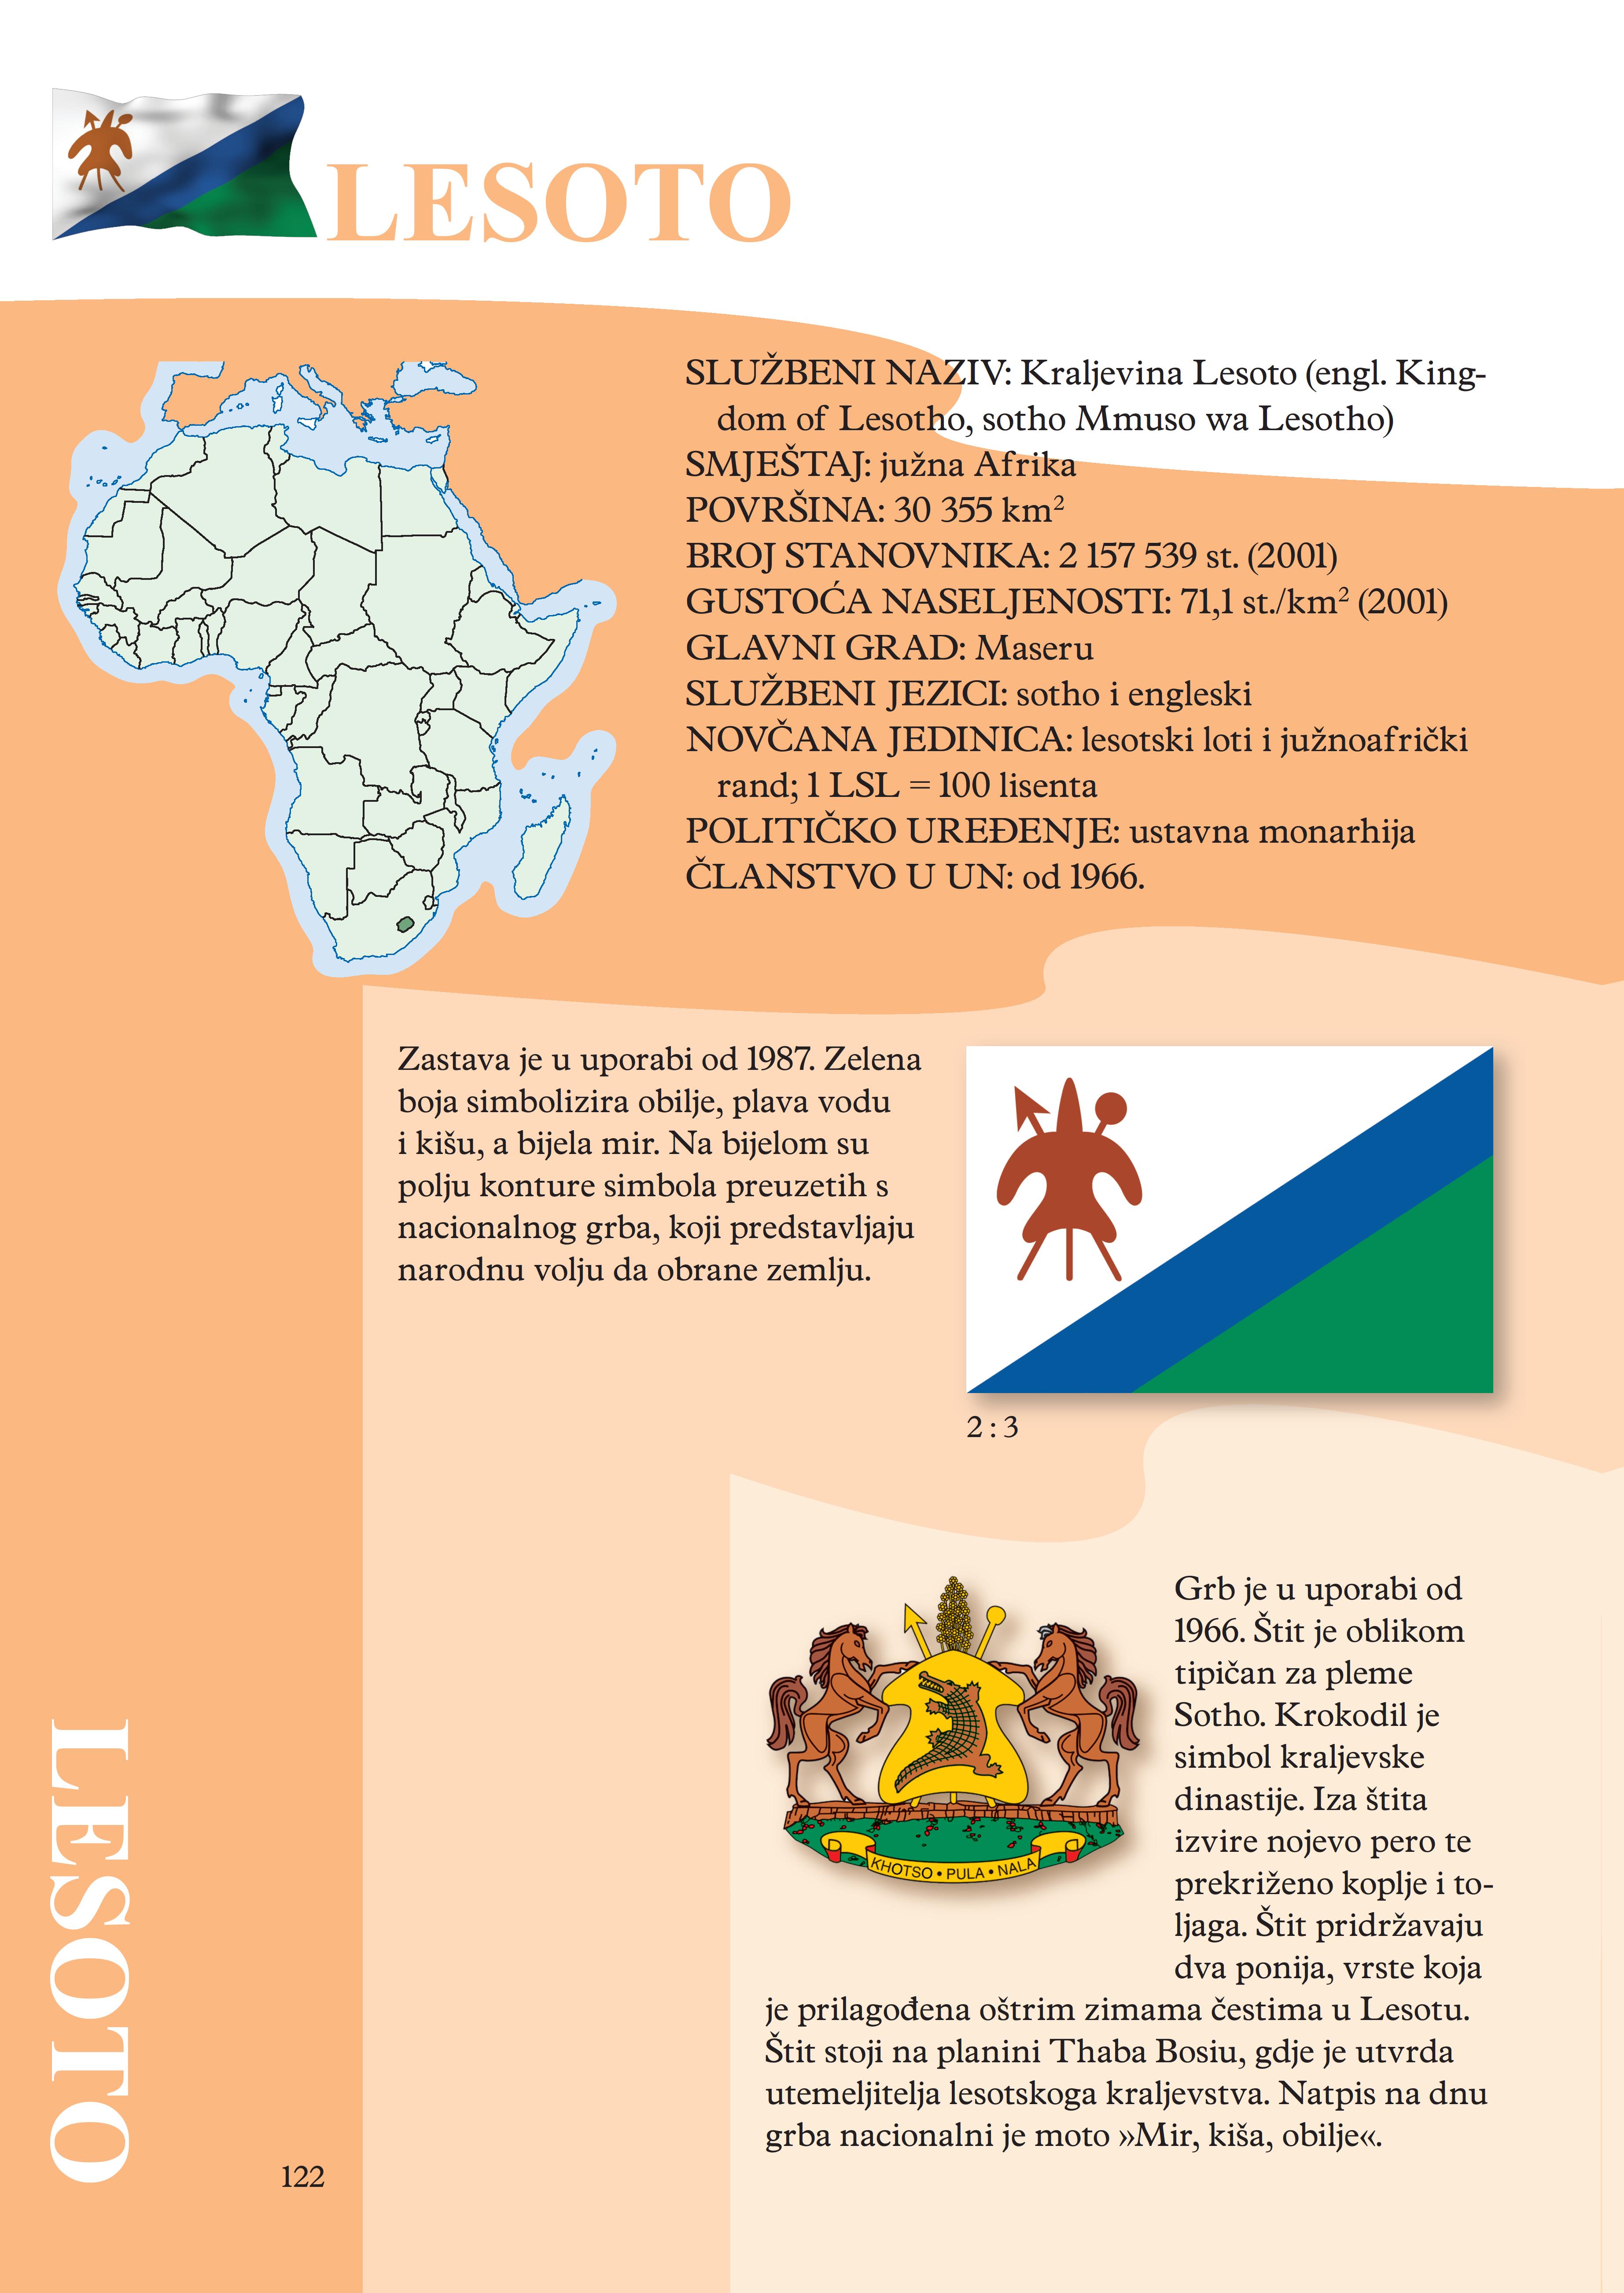 LESOTO
SLUŽBENI NAZIV: Kraljevina Lesoto (engl. King-
dom of Lesotho, sotho Mmuso wa Lesotho)
SMJEŠTAJ: južna Afrika
POVRŠINA: 30 355 km²
BROJ STANOVNIKA: 2 157 539 st. (2001)
GUSTOĆA NASELJENOSTI: 71,1 st./km² (2001)
GLAVNI GRAD: Maseru
SLUŽBENI JEZICI: sotho i engleski
NOVČANA JEDINICA: lesotski loti i južnoafrički
rand; 1 LSL = 100 lisenta
POLITIČKO UREĐENJE: ustavna monarhija
ČLANSTVO U UN: od 1966.
Zastava je u uporabi od 1987. Zelena
boja simbolizira obilje, plava vodu
i kišu, a bijela mir. Na bijelom su
polju konture simbola preuzetih s
nacionalnog grba, koji predstavljaju
narodnu volju da obrane zemlju.
2 : 3
Grb je u uporabi od
1966. Štit je oblikom
tipičan za pleme
Sotho. Krokodil je
simbol kraljevske
dinastije. Iza štita
izvire nojevo pero te
prekriženo koplje i to-
ljaga. Štit pridržavaju
dva ponija, vrste koja
je prilagođena oštrim zimama čestima u Lesotu.
Štit stoji na planini Thaba Bosiu, gdje je utvrda
utemeljitelja lesotskoga kraljevstva. Natpis na dnu
grba nacionalni je moto »Mir, kiša, obilje«.
KHOTSO • PULA • NALA
LESOTO
122